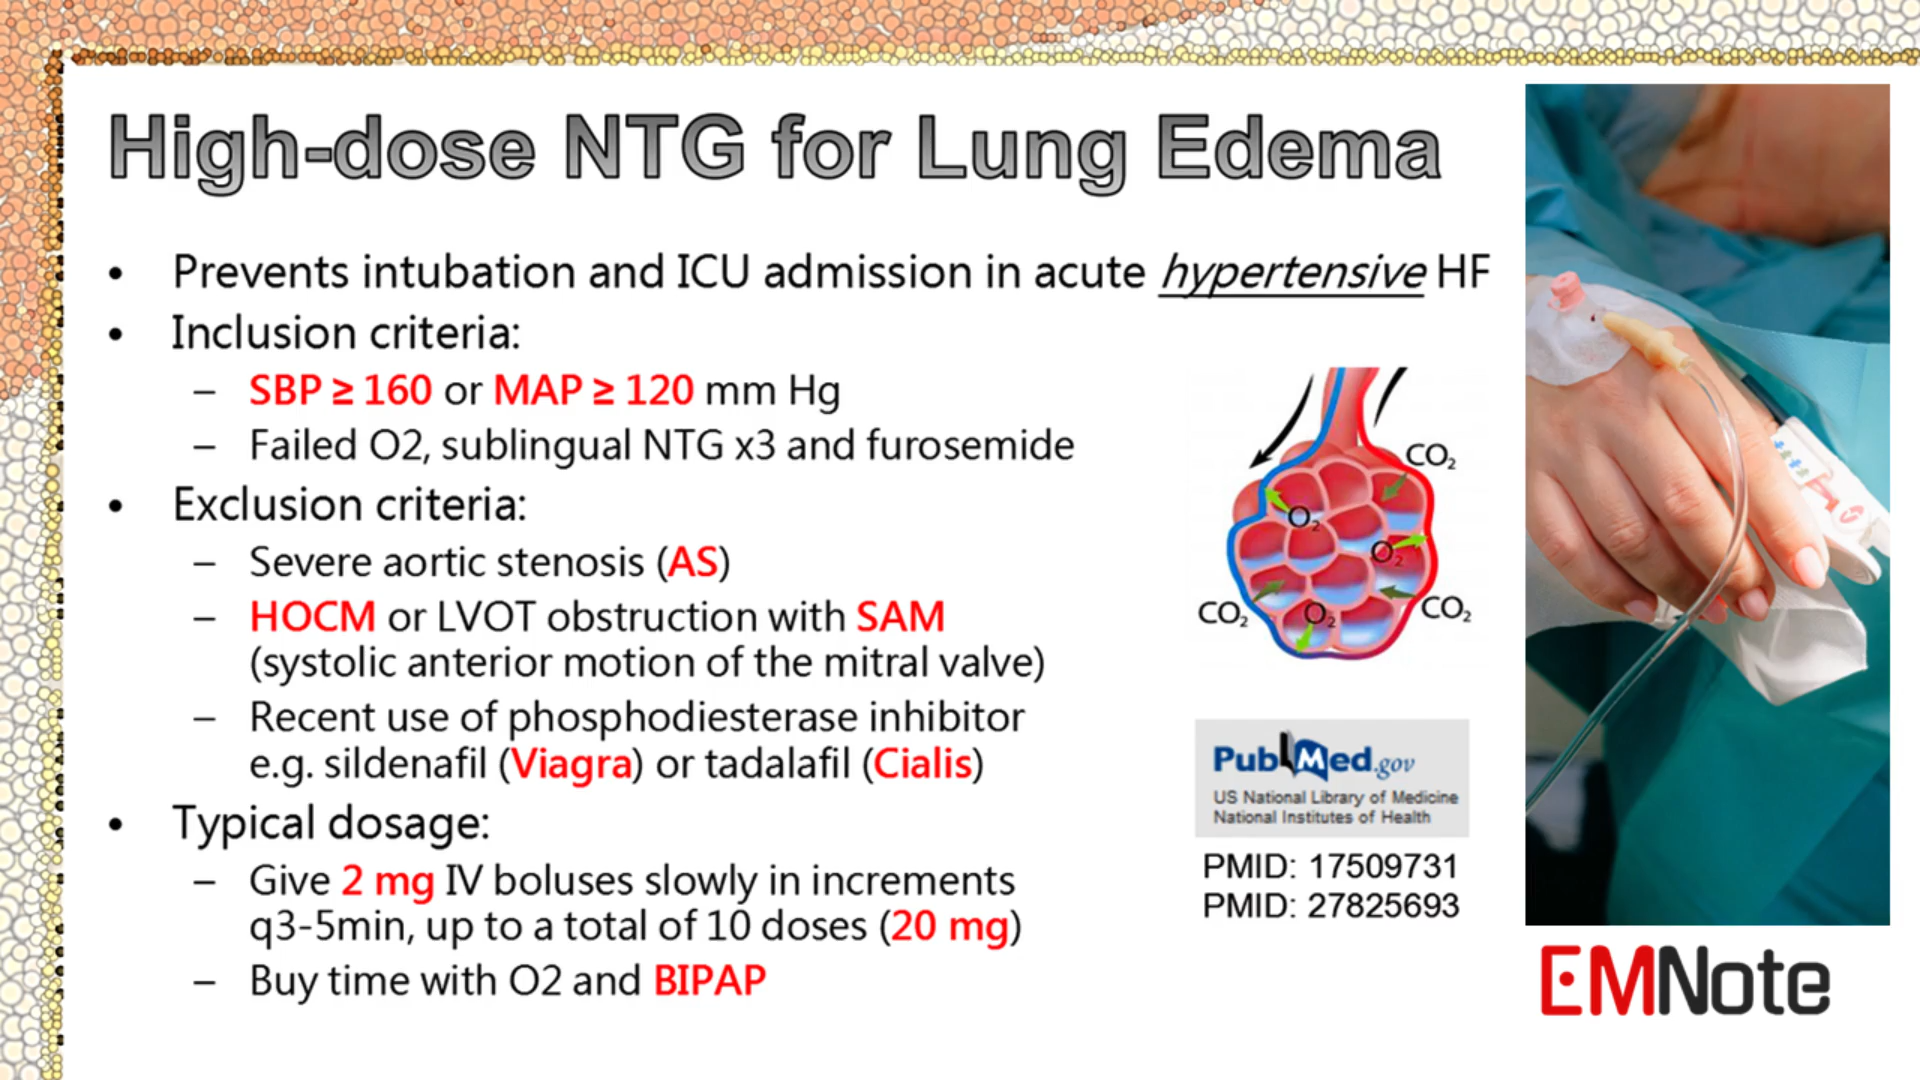 High-dose NTG for Lung Edema
• Prevents intubation and ICU admission in acute hypertensive HF
• Inclusion criteria:
– SBP ≥ 160 or MAP ≥ 120 mm Hg
– Failed O2, sublingual NTG x3 and furosemide
• Exclusion criteria:
– Severe aortic stenosis (AS)
– HOCM or LVOT obstruction with SAM
(systolic anterior motion of the mitral valve)
– Recent use of phosphodiesterase inhibitor
e.g. sildenafil (Viagra) or tadalafil (Cialis)
• Typical dosage:
– Give 2 mg IV boluses slowly in increments
q3-5min, up to a total of 10 doses (20 mg)
– Buy time with O2 and BIPAP
CO₂
O₂
O₂
CO₂
O₂
CO₂
PubMed.gov
US National Library of Medicine
National Institutes of Health
PMID: 17509731
PMID: 27825693
EMNote